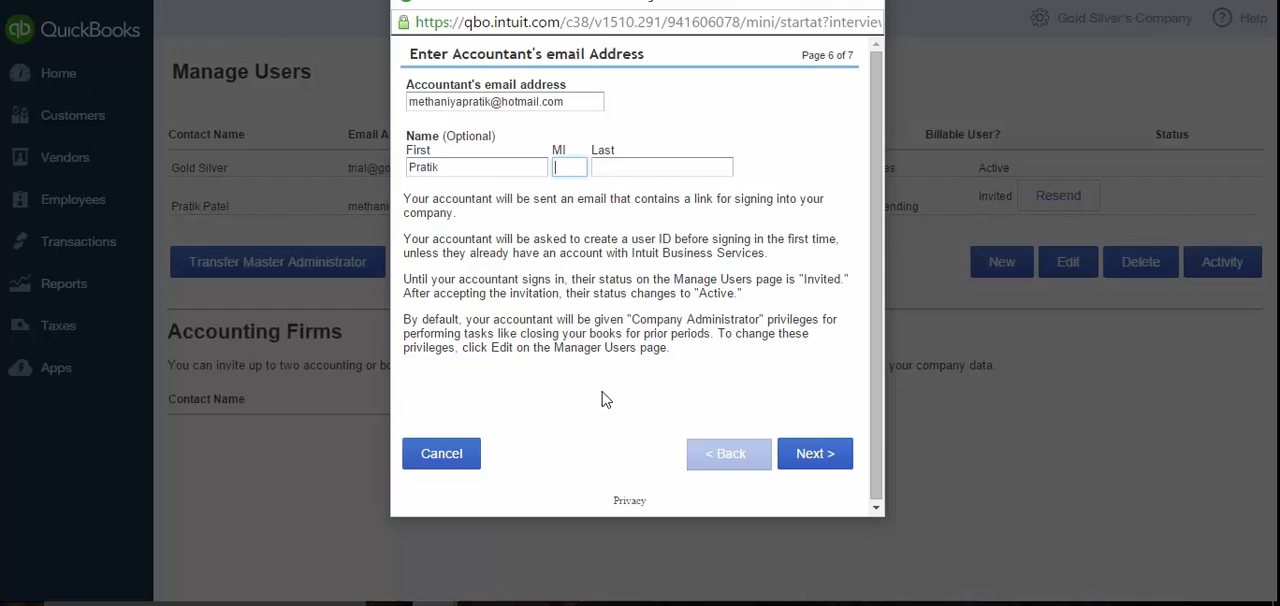 https://qbo.intuit.com/c38/v1510.291/941606078/mini/startat?interview
qb QuickBooks
Gold Silver's Company
Help
Home
Customers
Vendors
Employees
Transactions
Reports
Taxes
Apps
Manage Users
Contact Name Email A Billable User? Status
Gold Silver trial@go es Active
Pratik Patel methani ending Invited Resend
Transfer Master Administrator New Edit Delete Activity
Accounting Firms
You can invite up to two accounting or bo your company data.
Contact Name
Enter Accountant's email Address Page 6 of 7
Accountant's email address
methaniyapratik@hotmail.com
Name (Optional)
First MI Last
Pratik
Your accountant will be sent an email that contains a link for signing into your
company.
Your accountant will be asked to create a user ID before signing in the first time,
unless they already have an account with Intuit Business Services.
Until your accountant signs in, their status on the Manage Users page is "Invited."
After accepting the invitation, their status changes to "Active."
By default, your accountant will be given "Company Administrator" privileges for
performing tasks like closing your books for prior periods. To change these
privileges, click Edit on the Manager Users page.
Cancel < Back Next >
Privacy